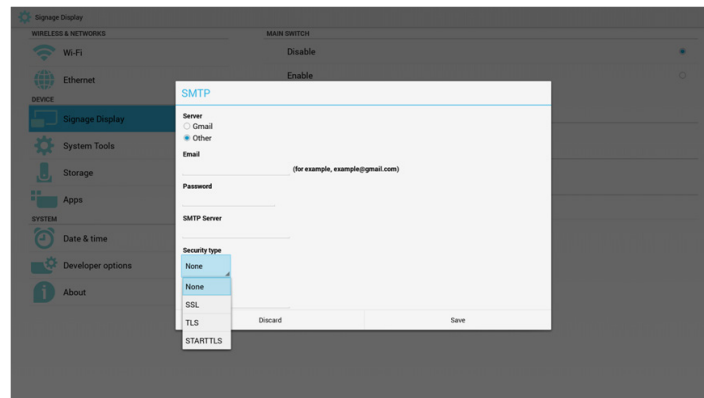 Signage Display
WIRELESS & NETWORKS
Wi-Fi
Ethernet
DEVICE
Signage Display
System Tools
Storage
Apps
SYSTEM
Date & time
Developer options
About
MAIN SWITCH
Disable
Enable
SMTP
Server
Gmail
Other
Email
(for example, example@gmail.com)
Password
SMTP Server
Security type
None
None
SSL
TLS
STARTTLS
Discard
Save